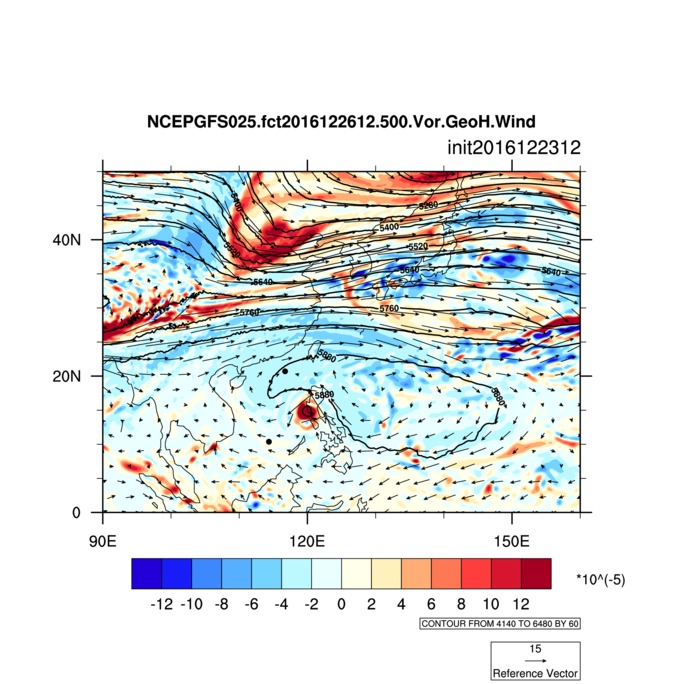 NCEPGFS025.fct2016122612.500.Vor.GeoH.Wind
init2016122312
40N
20N
0
90E 120E 150E
5280
5400
5520
5640
5640
5640
5760
5760
5880
5880
5880
-12 -10 -8 -6 -4 -2 0 2 4 6 8 10 12
*10^(-5)
CONTOUR FROM 4140 TO 6480 BY 60
15
Reference Vector